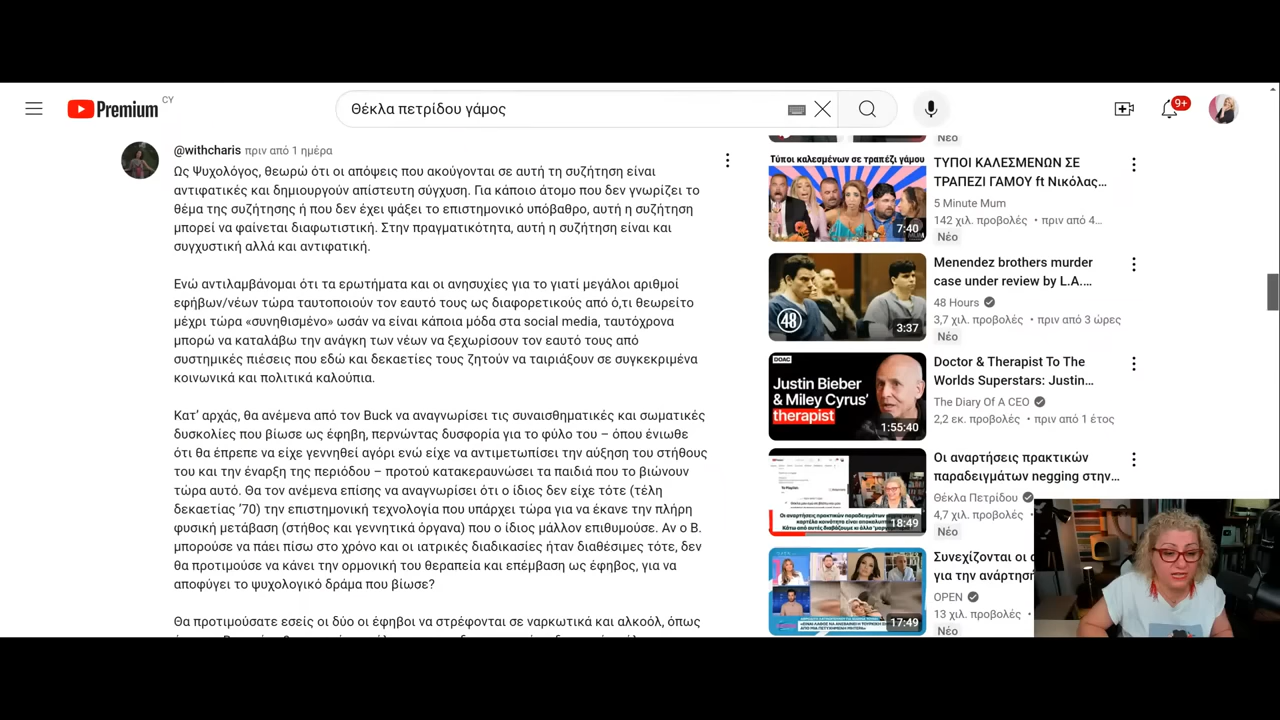 Premium CY
Θέκλα πετρίδου γάμος
9+
@withcharis πριν από 1 ημέρα
Ως Ψυχολόγος, θεωρώ ότι οι απόψεις που ακούγονται σε αυτή τη συζήτηση είναι
αντιφατικές και δημιουργούν απίστευτη σύγχυση. Για κάποιο άτομο που δεν γνωρίζει το
θέμα της συζήτησης ή που δεν έχει ψάξει το επιστημονικό υπόβαθρο, αυτή η συζήτηση
μπορεί να φαίνεται διαφωτιστική. Στην πραγματικότητα, αυτή η συζήτηση είναι και
συγχυτική αλλά και αντιφατική.
Ενώ αντιλαμβάνομαι ότι τα ερωτήματα και οι ανησυχίες για το γιατί μεγάλοι αριθμοί
εφήβων/νέων τώρα ταυτοποιούν τον εαυτό τους ως διαφορετικούς από ό,τι θεωρείτο
μέχρι τώρα «συνηθισμένο» ωσάν να είναι κάποια μόδα στα social media, ταυτόχρονα
μπορώ να καταλάβω την ανάγκη των νέων να ξεχωρίσουν τον εαυτό τους από
συστημικές πιέσεις που εδώ και δεκαετίες τους ζητούν να ταιριάξουν σε συγκεκριμένα
κοινωνικά και πολιτικά καλούπια.
Κατ’ αρχάς, θα ανέμενα από τον Buck να αναγνωρίσει τις συναισθηματικές και σωματικές
δυσκολίες που βίωσε ως έφηβη, περνώντας δυσφορία για το φύλο του – όπου ένιωθε
ότι θα έπρεπε να είχε γεννηθεί αγόρι ενώ είχε να αντιμετωπίσει την αύξηση του στήθους
του και την έναρξη της περιόδου – προτού κατακεραυνώσει τα παιδιά που το βιώνουν
τώρα αυτό. Θα τον ανέμενα επίσης να αναγνωρίσει ότι αυτός δεν είχε τότε (τέλη
δεκαετίας ’70) την επιστημονική τεχνολογία που υπάρχει τώρα για να έκανε την πλήρη
φυλομετάβαση (στήθος και γεννητικά όργανα) που ο ίδιος μάλλον επιθυμούσε. Αν ο Β.
μπορούσε να πάει πίσω στο χρόνο και οι ιατρικές διαδικασίες ήταν διαθέσιμες τότε, δεν
θα προτιμούσε να κάνει την ορμονική του θεραπεία και επέμβαση ως έφηβος, για να
αποφύγει το ψυχολογικό δράμα που βίωσε?
Θα προτιμούσατε εσείς οι δύο οι έφηβοι να στρέφονται σε ναρκωτικά και αλκοόλ, όπως
Νέο
Τύποι καλεσμένων σε τραπέζι γάμου
7:40
ΤΥΠΟΙ ΚΑΛΕΣΜΕΝΩΝ ΣΕ
ΤΡΑΠΕΖΙ ΓΑΜΟΥ ft Νικόλας...
5 Minute Mum
142 χιλ. προβολές • πριν από 4...
Νέο
48
3:37
Menendez brothers murder
case under review by L.A....
48 Hours
3,7 χιλ. προβολές • πριν από 3 ώρες
Νέο
DOAC
Justin Bieber
& Miley Cyrus’
therapist
1:55:40
Doctor & Therapist To The
Worlds Superstars: Justin...
The Diary Of A CEO
2,2 εκ. προβολές • πριν από 1 έτος
18:49
Οι αναρτήσεις πρακτικών
παραδειγμάτων negging στην...
Θέκλα Πετρίδου
4,7 χιλ. προβολές •
Νέο
17:49
Συνεχίζονται οι
για την ανάρτησ
OPEN
13 χιλ. προβολές •
Νέο